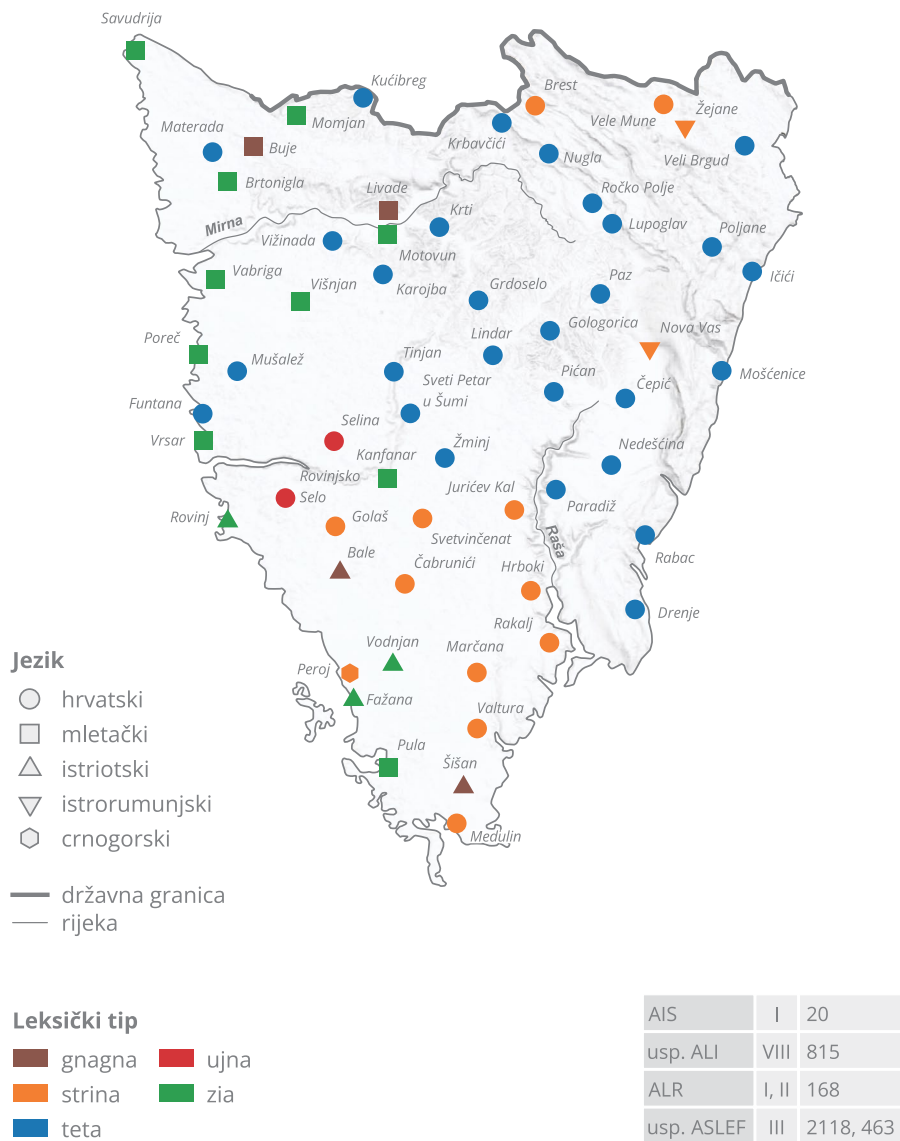 Savudrija
Kućibreg
Brest
Momjan
Vele Mune
Žejane
Materada
Buje
Krbavčići
Nugla
Veli Brgud
Brtonigla
Livade
Ročko Polje
Krti
Mirna
Lupoglav
Poljane
Vižinada
Motovun
Vabriga
Višnjan
Karojba
Grdoselo
Paz
Ičići
Gologorica
Nova Vas
Poreč
Lindar
Mušalež
Tinjan
Pićan
Čepić
Mošćenice
Sveti Petar
u Šumi
Funtana
Selina
Vrsar
Kanfanar
Žminj
Nedešćina
Rovinjsko
Selo
Jurićev Kal
Paradiž
Rovinj
Golaš
Svetvinčenat
Raša
Bale
Čabrunići
Hrboki
Rabac
Drenje
Rakalj
Vodnjan
Marčana
Peroj
Fažana
Valtura
Pula
Šišan
Medulin
Jezik
hrvatski
mletački
istriotski
istrorumunjski
crnogorski
državna granica
rijeka
Leksički tip
gnagna
ujna
strina
zia
teta
AIS I 20
usp. ALI VIII 815
ALR I, II 168
usp. ASLEF III 2118, 463